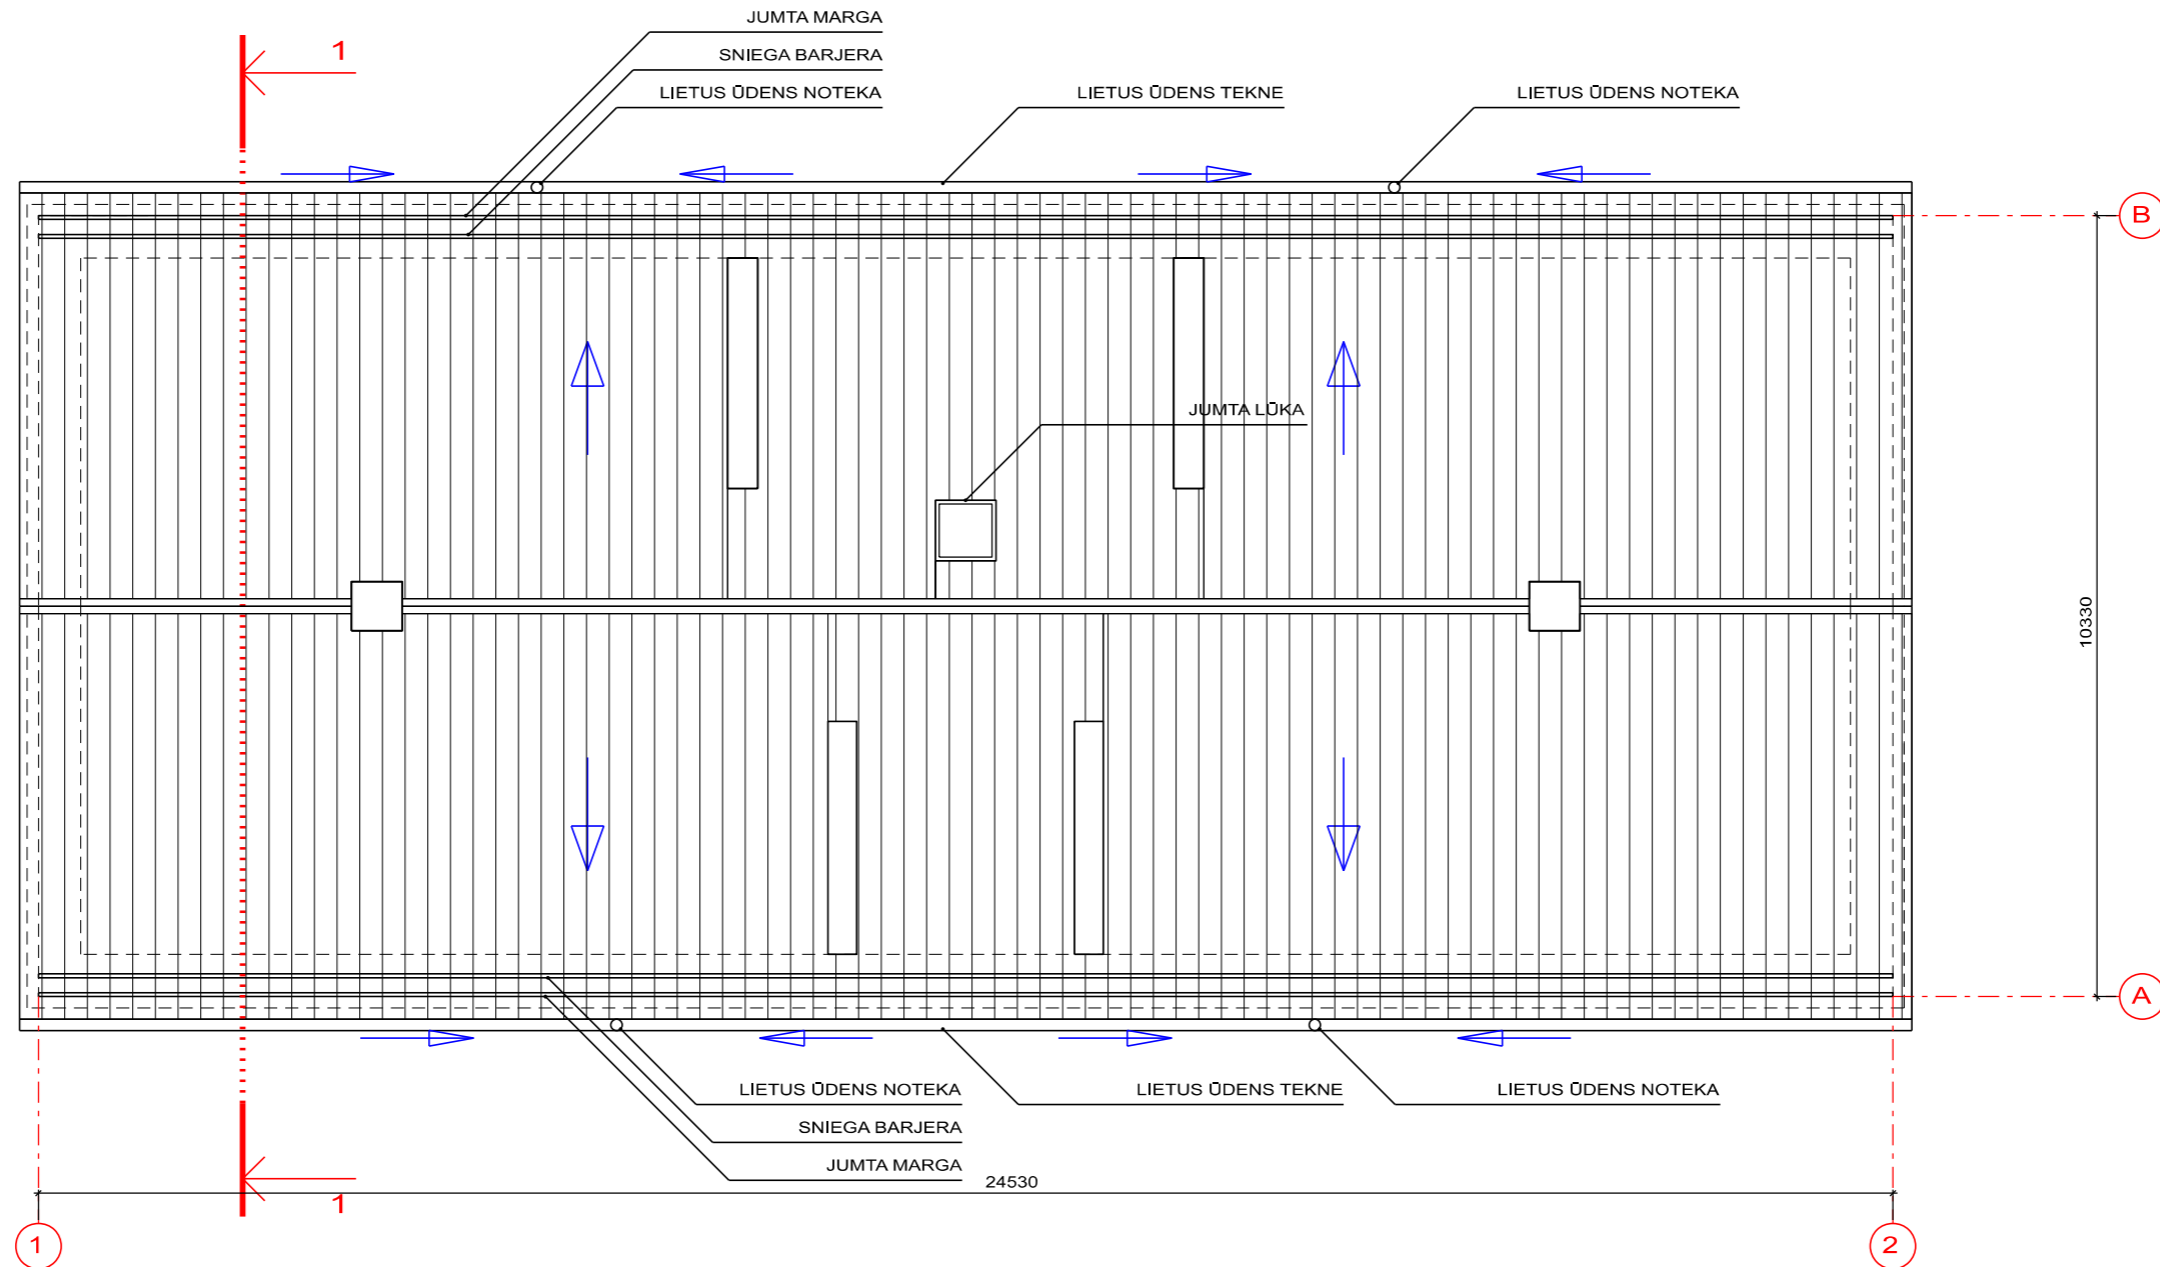 JUMTA MARGA
1
SNIEGA BARJERA
LIETUS ŪDENS NOTEKA
LIETUS ŪDENS TEKNE
LIETUS ŪDENS NOTEKA
B
JUMTA LŪKA
10330
A
LIETUS ŪDENS NOTEKA
LIETUS ŪDENS TEKNE
LIETUS ŪDENS NOTEKA
SNIEGA BARJERA
JUMTA MARGA
24530
1
1
2